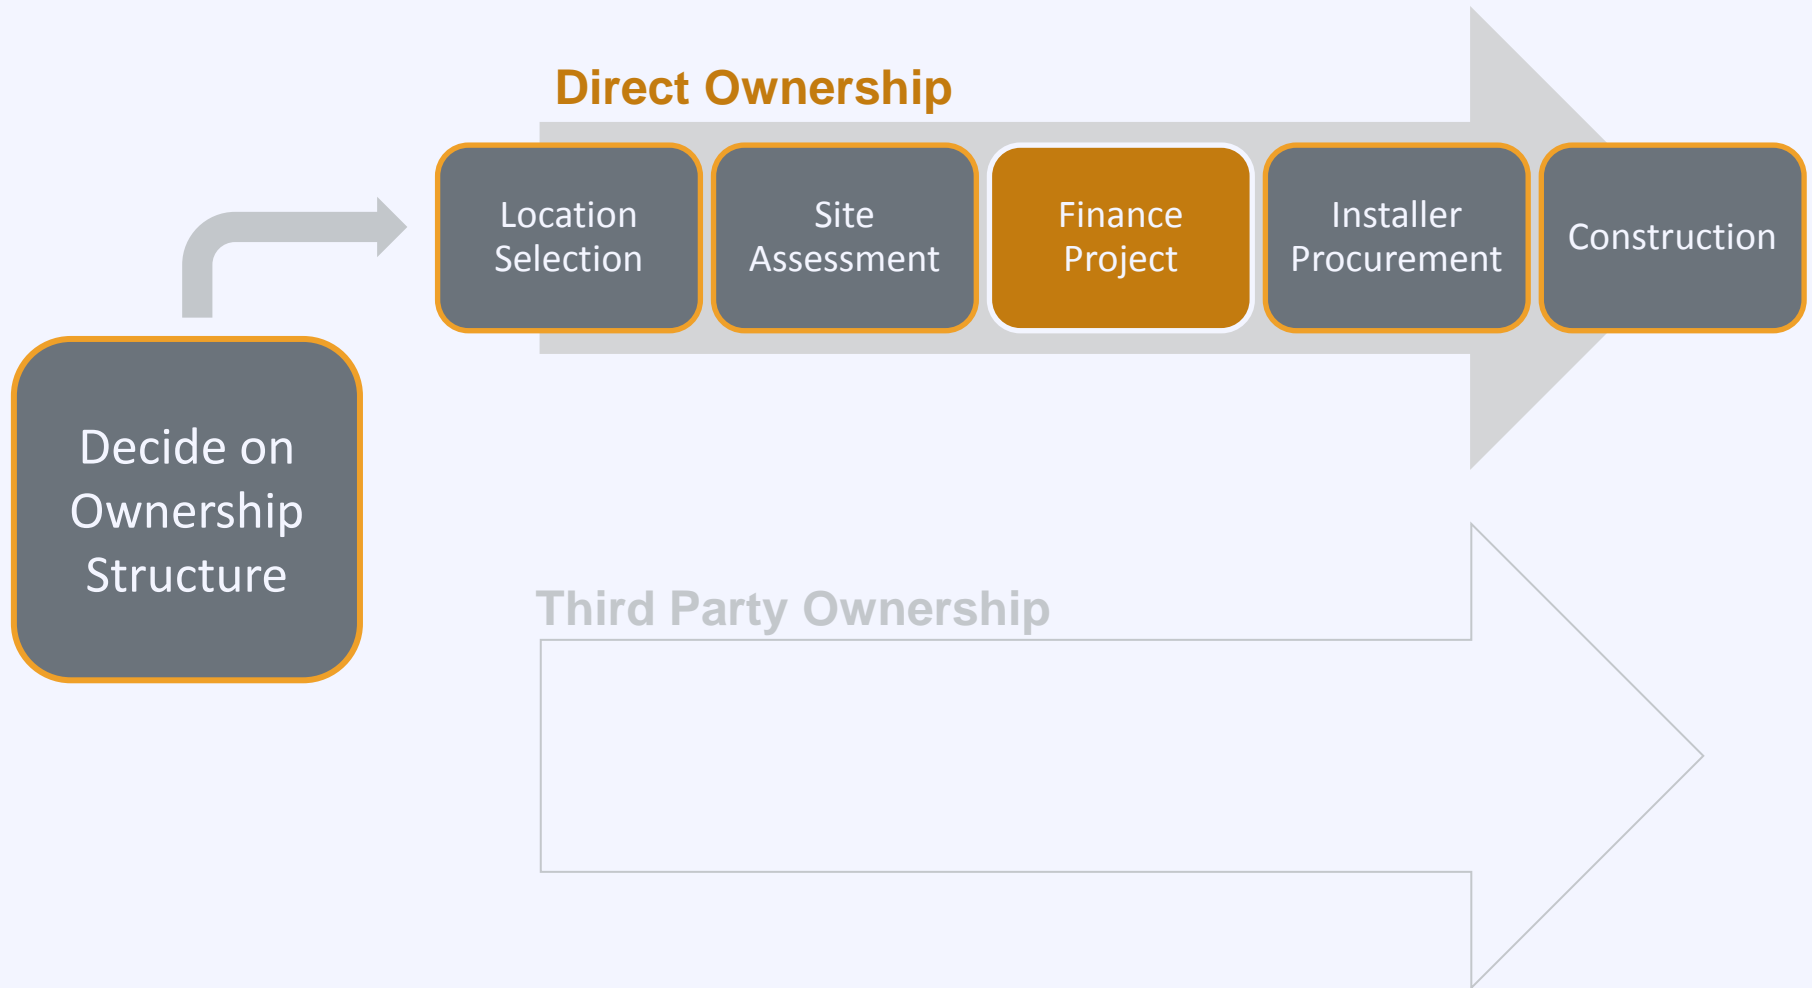 Direct Ownership
Location
Selection
Site
Assessment
Finance
Project
Installer
Procurement
Construction
Decide on
Ownership
Structure
Third Party Ownership